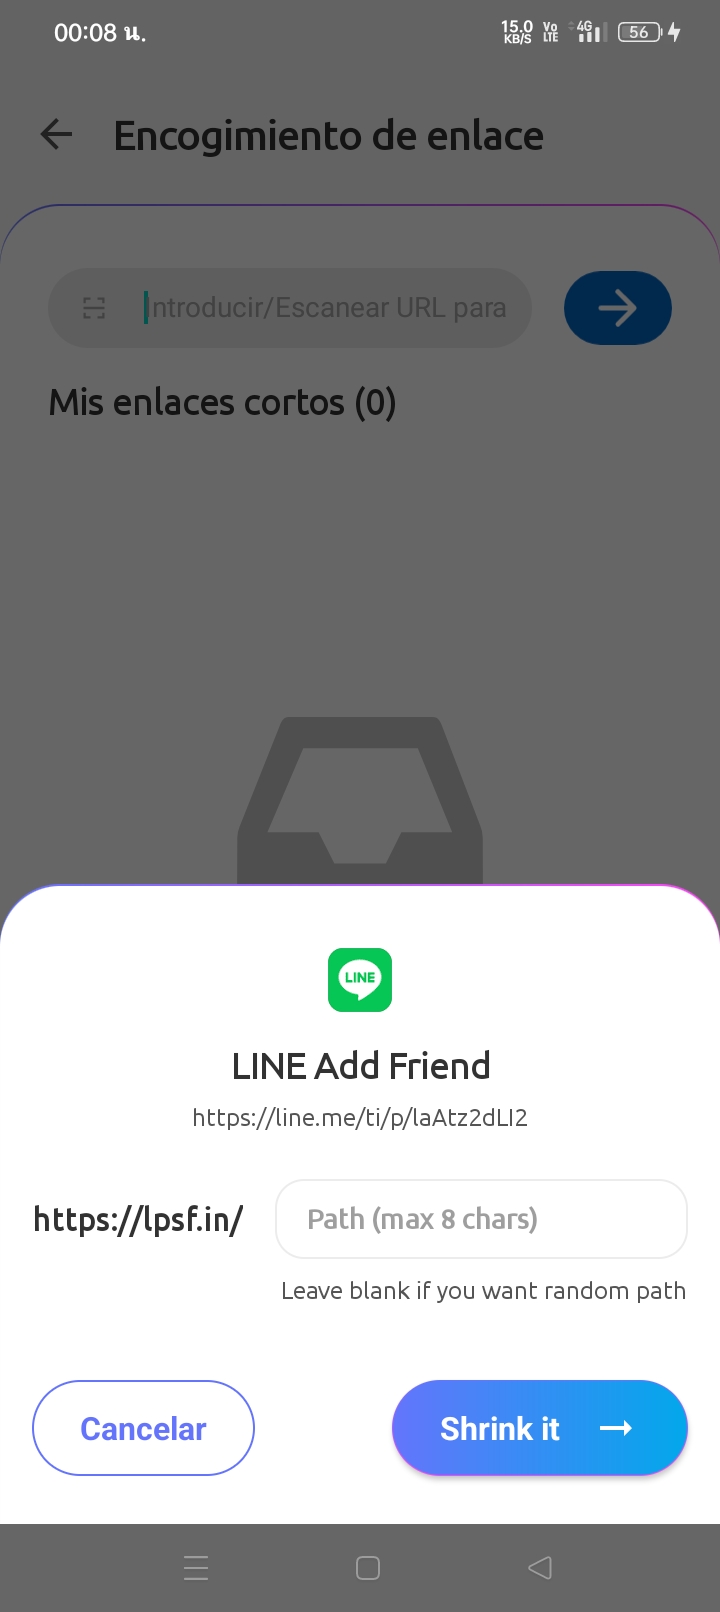 00:08 น.
15.0 KB/S Vo LTE 4G 56
Encogimiento de enlace
Introducir/Escanear URL para
Mis enlaces cortos (0)
LINE
LINE Add Friend
https://line.me/ti/p/laAtz2dLI2
https://lpsf.in/ Path (max 8 chars)
Leave blank if you want random path
Cancelar Shrink it